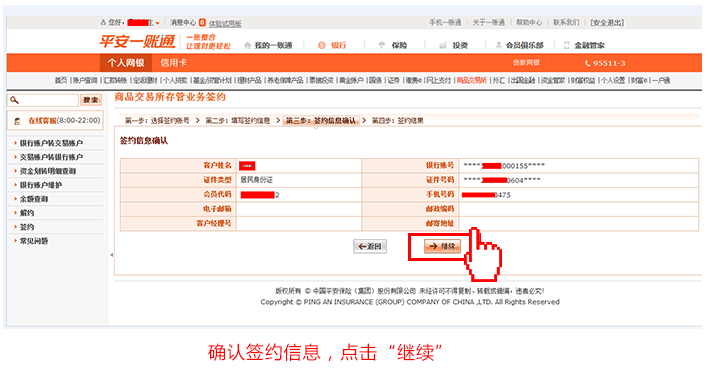 您好, 生 消息中心 0 体验试用版 手机一账通 | 关于一账通 | 帮助中心 | 联系我们 | [安全退出]
平安一账通 一账整合 让理财更轻松 我的一账通 银行 保险 投资 会员俱乐部 金融管家
个人网银 信用卡 创新网银 95511-3
首页 | 账户查询 | 汇款转账 | 定活理财 | 个人贷款 | 基金/资管计划 | 理财产品 | 养老保障产品 | 票据投资 | 黄金账户 | 国债 | 证券 | 缴费e | 网上支付 | 商品交易所 | 外汇 | 出国金融 | 资金管家 | 财富权益 | 个人设置 | 财富e | 一户通
搜索 商品交易所存管业务签约
在线客服(8:00-22:00) 第一步：选择签约账号 第二步：填写签约信息 第三步：签约信息确认 第四步：签约结果
签约信息确认
银行账户转交易账户
交易账户转银行账户
资金划转明细查询
银行账户维护
余额查询
解约
签约
常见问题
客户姓名 银行账号 ****5 000155****
证件类型 居民身份证 证件号码 **** 0604****
会员代码 2 手机号码 3475
电子邮箱 邮政编码
客户经理号 邮寄地址
返回 继续
版权所有 © 中国平安保险（集团）股份有限公司 未经许可不得复制、转载或摘编，违者必究!
Copyright © PING AN INSURANCE (GROUP) COMPANY OF CHINA ,LTD. All Rights Reserved
确认签约信息，点击“继续”